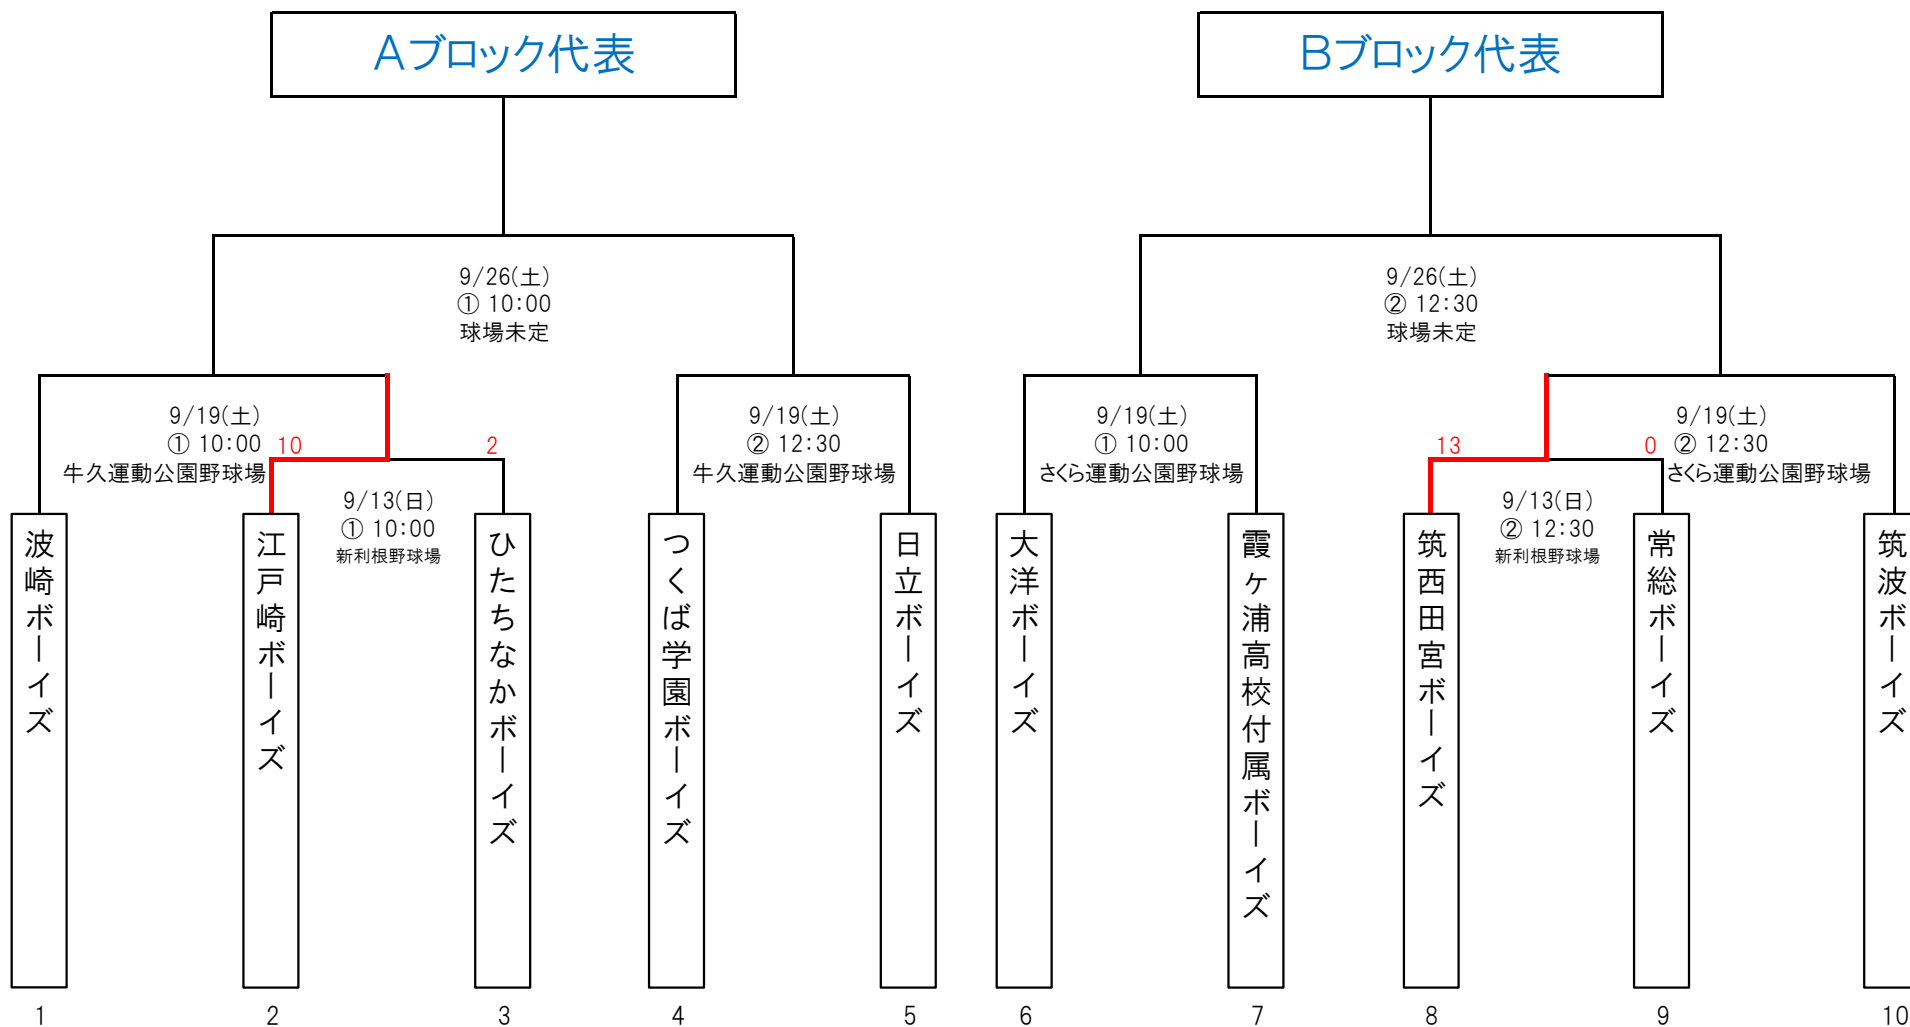 Aブロック代表
Bブロック代表
9/26(土)
① 10:00
球場未定
9/26(土)
② 12:30
球場未定
9/19(土)
① 10:00
牛久運動公園野球場
10
2
9/19(土)
② 12:30
牛久運動公園野球場
9/19(土)
① 10:00
さくら運動公園野球場
13
0
9/19(土)
② 12:30
さくら運動公園野球場
9/13(日)
① 10:00
新利根野球場
9/13(日)
② 12:30
新利根野球場
波崎ボーイズ
江戸崎ボーイズ
ひたちなかボーイズ
つくば学園ボーイズ
日立ボーイズ
大洋ボーイズ
霞ヶ浦高校付属ボーイズ
筑西田宮ボーイズ
常総ボーイズ
筑波ボーイズ
1
2
3
4
5
6
7
8
9
10